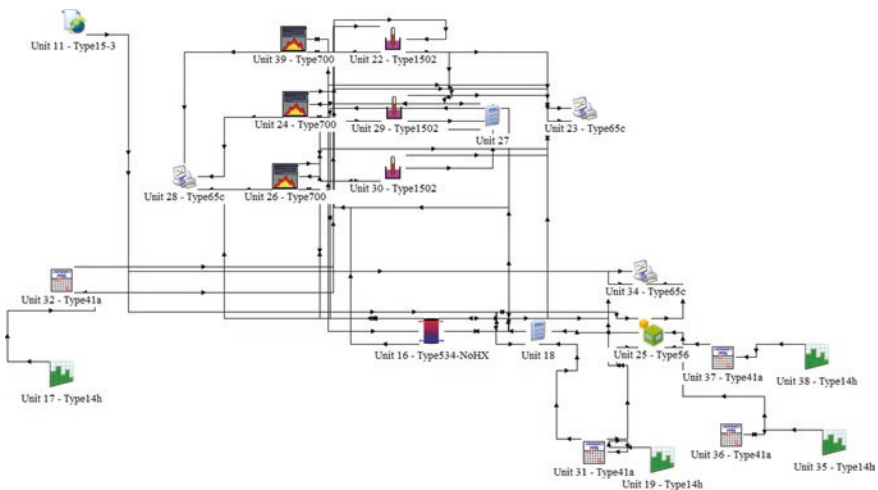 Unit 11 - Type15-3
Unit 39 - Type700
Unit 22 - Type1502
Unit 24 - Type700
Unit 29 - Type1502
Unit 27
Unit 23 - Type65c
Unit 28 - Type65c
Unit 26 - Type700
Unit 30 - Type1502
Unit 32 - Type41a
Unit 34 - Type65c
Unit 16 - Type534-NoHX
Unit 18
Unit 25 - Type56
Unit 37 - Type41a
Unit 38 - Type14h
Unit 17 - Type14h
Unit 31 - Type41a
Unit 19 - Type14h
Unit 36 - Type41a
Unit 35 - Type14h